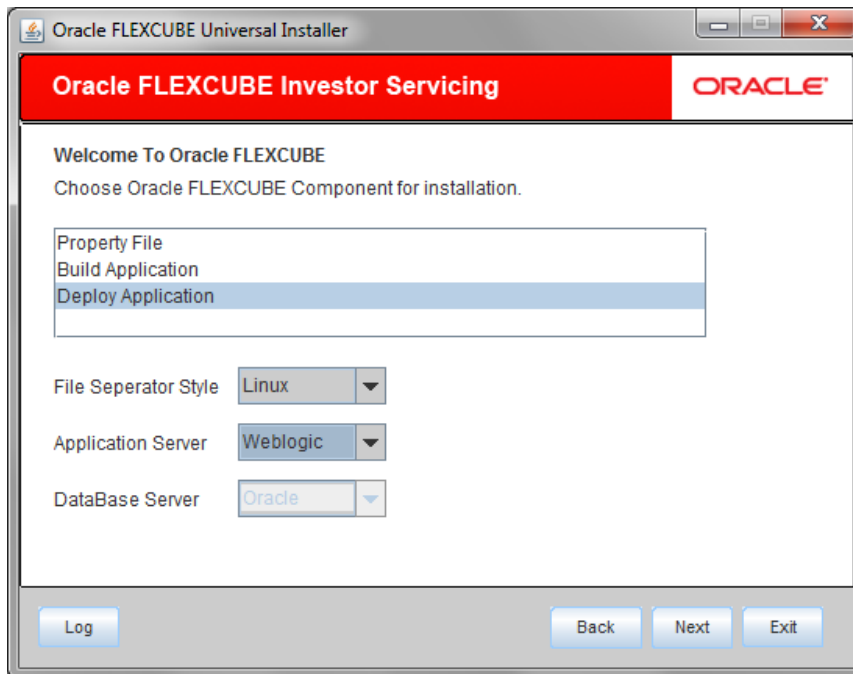 Oracle FLEXCUBE Universal Installer
Oracle FLEXCUBE Investor Servicing
ORACLE
Welcome To Oracle FLEXCUBE
Choose Oracle FLEXCUBE Component for installation.
Property File
Build Application
Deploy Application
File Seperator Style Linux
Application Server Weblogic
DataBase Server Oracle
Log Back Next Exit